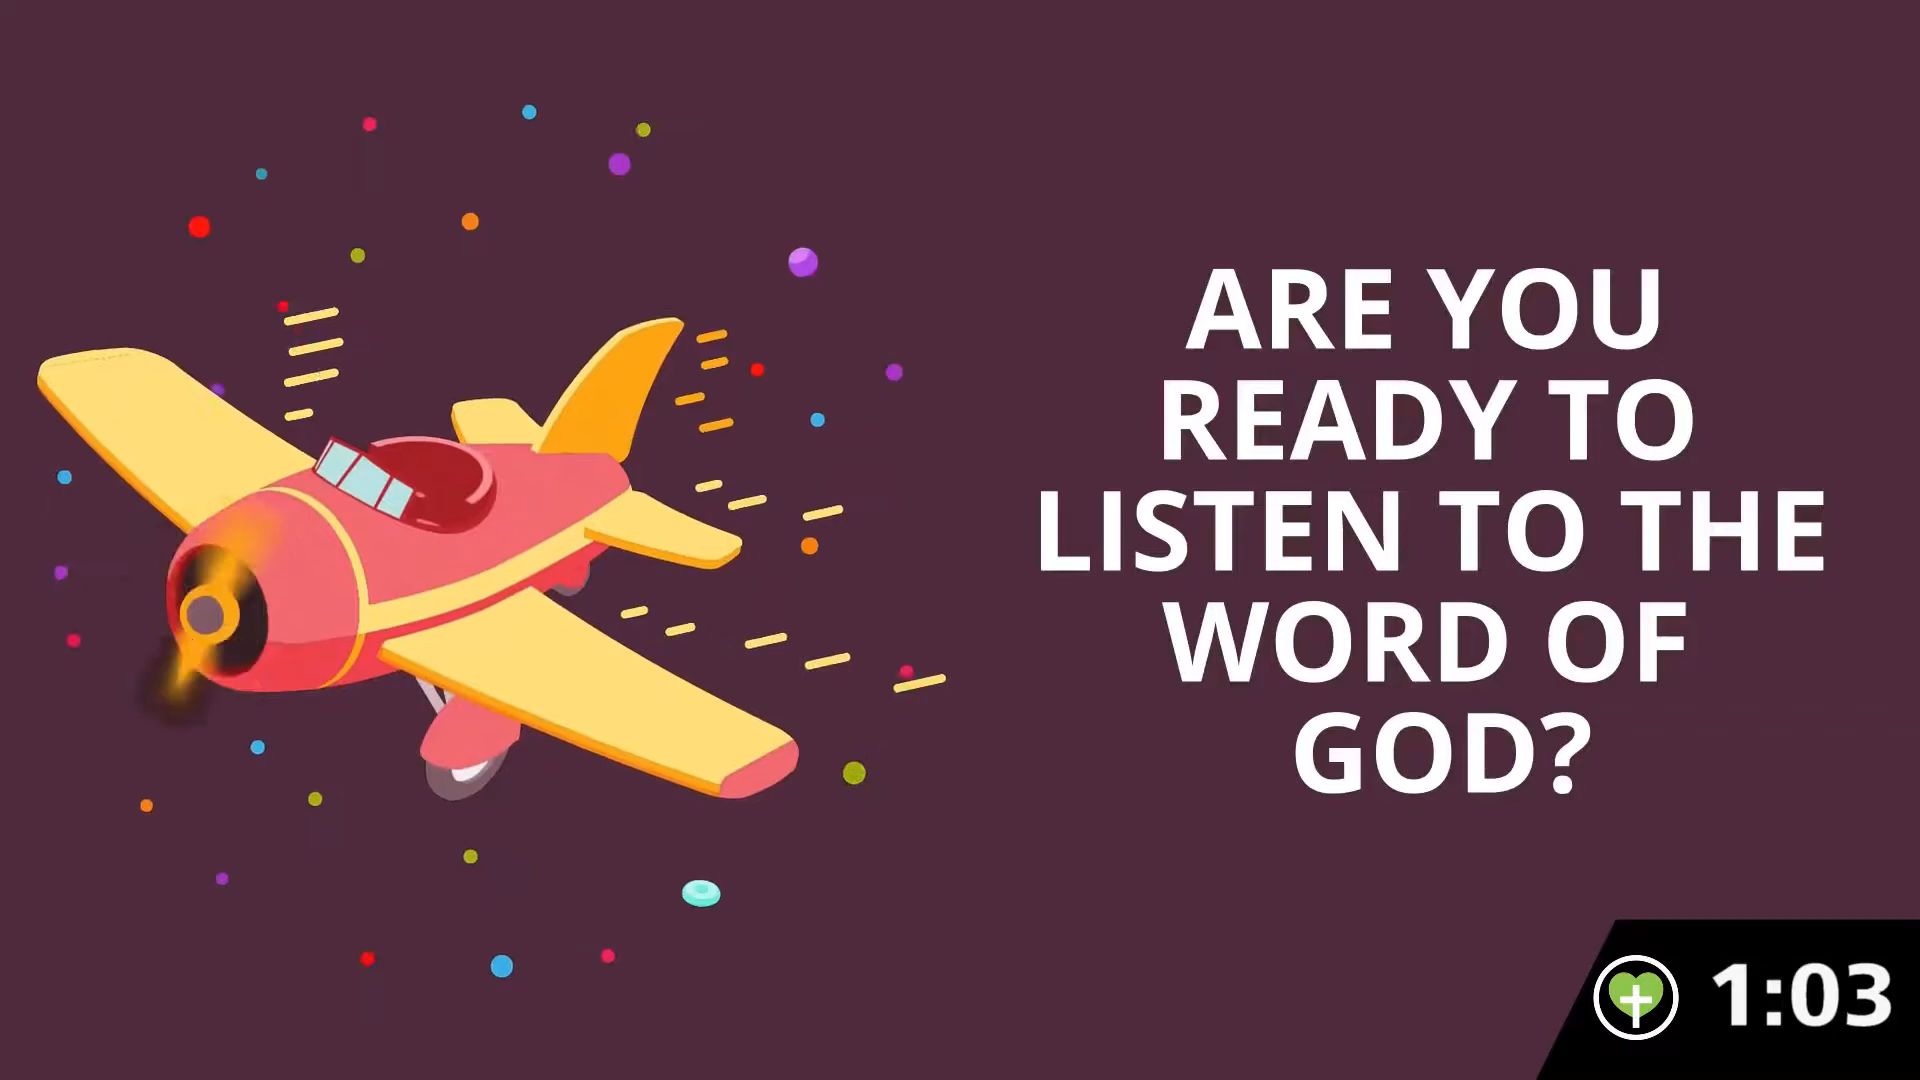 ARE YOU
READY TO
LISTEN TO THE
WORD OF
GOD?
1:03